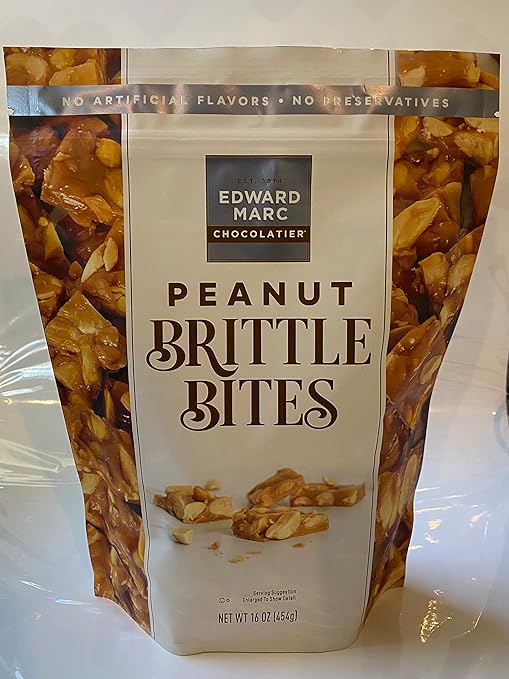 NO ARTIFICIAL FLAVORS • NO PRESERVATIVES
EST. 1914
EDWARD
MARC
CHOCOLATIER
PEANUT
BRITTLE
BITES
Serving Suggestion
Enlarged To Show Detail
NET WT 16 OZ (454g)